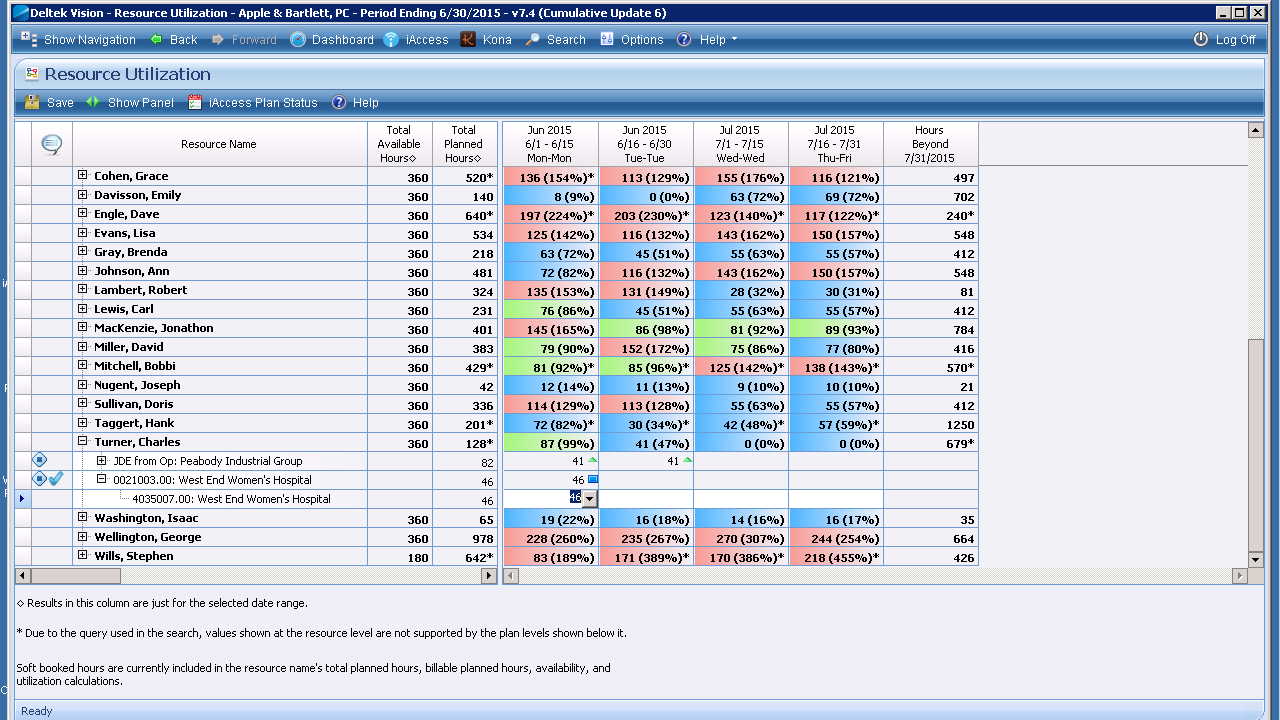 Deltek Vision - Resource Utilization - Apple & Bartlett, PC - Period Ending 6/30/2015 - v7.4 (Cumulative Update 6)
Show Navigation Back Forward Dashboard iAccess Kona Search Options Help Log Off
Resource Utilization
Save Show Panel iAccess Plan Status Help
Resource Name Total Available Hours◇ Total Planned Hours◇ Jun 2015 6/1 - 6/15 Mon-Mon Jun 2015 6/16 - 6/30 Tue-Tue Jul 2015 7/1 - 7/15 Wed-Wed Jul 2015 7/16 - 7/31 Thu-Fri Hours Beyond 7/31/2015
Cohen, Grace 360 520* 136 (154%)* 113 (129%) 155 (176%) 116 (121%) 497
Davisson, Emily 360 140 8 (9%) 0 (0%) 63 (72%) 69 (72%) 702
Engle, Dave 360 640* 197 (224%)* 203 (230%)* 123 (140%)* 117 (122%)* 240*
Evans, Lisa 360 534 125 (142%) 116 (132%) 143 (162%) 150 (157%) 548
Gray, Brenda 360 218 63 (72%) 45 (51%) 55 (63%) 55 (57%) 412
Johnson, Ann 360 481 72 (82%) 116 (132%) 143 (162%) 150 (157%) 548
Lambert, Robert 360 324 135 (153%) 131 (149%) 28 (32%) 30 (31%) 81
Lewis, Carl 360 231 76 (86%) 45 (51%) 55 (63%) 55 (57%) 412
MacKenzie, Jonathon 360 401 145 (165%) 86 (98%) 81 (92%) 89 (93%) 784
Miller, David 360 383 79 (90%) 152 (172%) 75 (86%) 77 (80%) 416
Mitchell, Bobbi 360 429* 81 (92%)* 85 (96%)* 125 (142%)* 138 (143%)* 570*
Nugent, Joseph 360 42 12 (14%) 11 (13%) 9 (10%) 10 (10%) 21
Sullivan, Doris 360 336 114 (129%) 113 (128%) 55 (63%) 55 (57%) 412
Taggert, Hank 360 201* 72 (82%)* 30 (34%)* 42 (48%)* 57 (59%)* 1250
Turner, Charles 360 128* 87 (99%) 41 (47%) 0 (0%) 0 (0%) 679*
JDE from Op: Peabody Industrial Group 82 41 41
0021003.00: West End Women's Hospital 46 46
4035007.00: West End Women's Hospital 46 46
Washington, Isaac 360 65 19 (22%) 16 (18%) 14 (16%) 16 (17%) 35
Wellington, George 360 978 228 (260%) 235 (267%) 270 (307%) 244 (254%) 664
Wills, Stephen 180 642* 83 (189%) 171 (389%)* 170 (386%)* 218 (455%)* 426
◇ Results in this column are just for the selected date range.
* Due to the query used in the search, values shown at the resource level are not supported by the plan levels shown below it.
Soft booked hours are currently included in the resource name's total planned hours, billable planned hours, availability, and
utilization calculations.
Ready